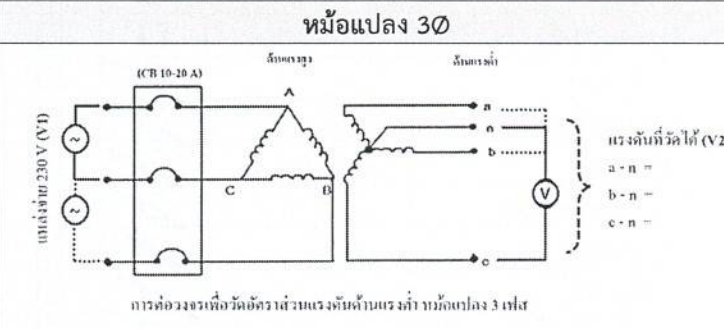 หม้อแปลง 3Ø
ด้านแรงสูง
ด้านแรงต่ำ
(CB 10-20 A)
A
a
n
b
แหล่งจ่าย 230 V (V1)
~
~
C
B
V
c
แรงดันที่วัดได้ (V2
a - n =
b - n =
c - n =
การต่อวงจรเพื่อวัดอัตราส่วนแรงดันด้านแรงต่ำ หม้อแปลง 3 เฟส